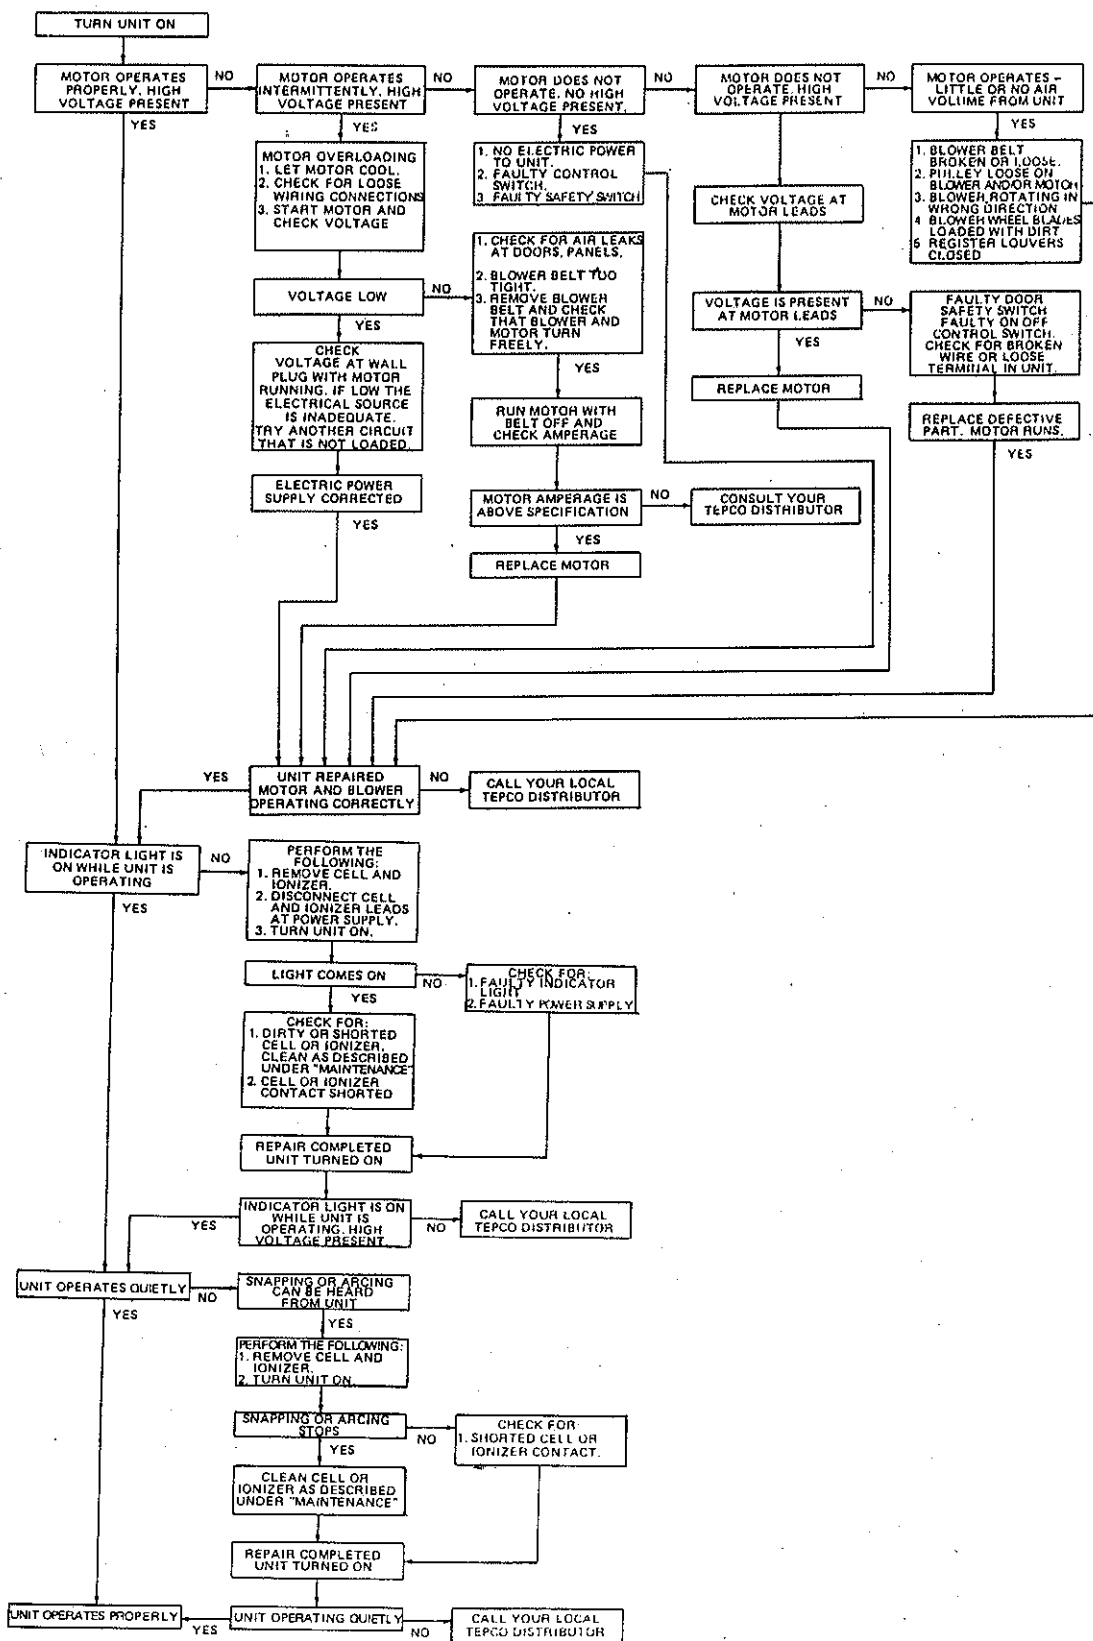 TURN UNIT ON
MOTOR OPERATES
PROPERLY, HIGH
VOLTAGE PRESENT
NO
MOTOR OPERATES
INTERMITTENTLY, HIGH
VOLTAGE PRESENT
NO
MOTOR DOES NOT
OPERATE. NO HIGH
VOLTAGE PRESENT.
NO
MOTOR DOES NOT
OPERATE. HIGH
VOLTAGE PRESENT
NO
MOTOR OPERATES -
LITTLE OR NO AIR
VOLUME FROM UNIT
YES
YES
YES
YES
MOTOR OVERLOADING
1. LET MOTOR COOL.
2. CHECK FOR LOOSE
WIRING CONNECTIONS
3. START MOTOR AND
CHECK VOLTAGE
1. NO ELECTRIC POWER
TO UNIT.
2. FAULTY CONTROL
SWITCH.
3. FAULTY SAFETY SWITCH
CHECK VOLTAGE AT
MOTOR LEADS
1. BLOWER BELT
BROKEN OR LOOSE.
2. PULLEY LOOSE ON
BLOWER AND/OR MOTOR
3. BLOWER, ROTATING IN
WRONG DIRECTION
4 BLOWER WHEEL BLADES
LOADED WITH DIRT
5 REGISTER LOUVERS
CLOSED
VOLTAGE LOW
NO
1. CHECK FOR AIR LEAKS
AT DOORS, PANELS,
2. BLOWER BELT TOO
TIGHT.
3. REMOVE BLOWER
BELT AND CHECK
THAT BLOWER AND
MOTOR TURN
FREELY.
VOLTAGE IS PRESENT
AT MOTOR LEADS
NO
FAULTY DOOR
SAFETY SWITCH
FAULTY ON OFF
CONTROL SWITCH.
CHECK FOR BROKEN
WIRE OR LOOSE
TERMINAL IN UNIT.
YES
YES
YES
CHECK
VOLTAGE AT WALL
PLUG WITH MOTOR
RUNNING. IF LOW THE
ELECTRICAL SOURCE
IS INADEQUATE.
TRY ANOTHER CIRCUIT
THAT IS NOT LOADED.
RUN MOTOR WITH
BELT OFF AND
CHECK AMPERAGE
REPLACE MOTOR
REPLACE DEFECTIVE
PART. MOTOR RUNS.
YES
ELECTRIC POWER
SUPPLY CORRECTED
YES
MOTOR AMPERAGE IS
ABOVE SPECIFICATION
NO
CONSULT YOUR
TEPCO DISTRIBUTOR
YES
REPLACE MOTOR
YES
UNIT REPAIRED
MOTOR AND BLOWER
OPERATING CORRECTLY
NO
CALL YOUR LOCAL
TEPCO DISTRIBUTOR
INDICATOR LIGHT IS
ON WHILE UNIT IS
OPERATING
NO
YES
PERFORM THE
FOLLOWING:
1. REMOVE CELL AND
IONIZER.
2. DISCONNECT CELL
AND IONIZER LEADS
AT POWER SUPPLY.
3. TURN UNIT ON.
LIGHT COMES ON
NO
CHECK FOR:
1. FAULTY INDICATOR
LIGHT
2. FAULTY POWER SUPPLY
YES
CHECK FOR:
1. DIRTY OR SHORTED
CELL OR IONIZER.
CLEAN AS DESCRIBED
UNDER "MAINTENANCE"
2. CELL OR IONIZER
CONTACT SHORTED
REPAIR COMPLETED
UNIT TURNED ON
YES
INDICATOR LIGHT IS ON
WHILE UNIT IS
OPERATING. HIGH
VOLTAGE PRESENT
NO
CALL YOUR LOCAL
TEPCO DISTRIBUTOR
UNIT OPERATES QUIETLY
NO
YES
SNAPPING OR ARCING
CAN BE HEARD
FROM UNIT
YES
PERFORM THE FOLLOWING:
1. REMOVE CELL AND
IONIZER.
2. TURN UNIT ON.
SNAPPING OR ARCING
STOPS
NO
CHECK FOR:
1. SHORTED CELL OR
IONIZER CONTACT.
YES
CLEAN CELL OR
IONIZER AS DESCRIBED
UNDER "MAINTENANCE"
REPAIR COMPLETED
UNIT TURNED ON
UNIT OPERATES PROPERLY
YES
UNIT OPERATING QUIETLY
NO
CALL YOUR LOCAL
TEPCO DISTRIBUTOR